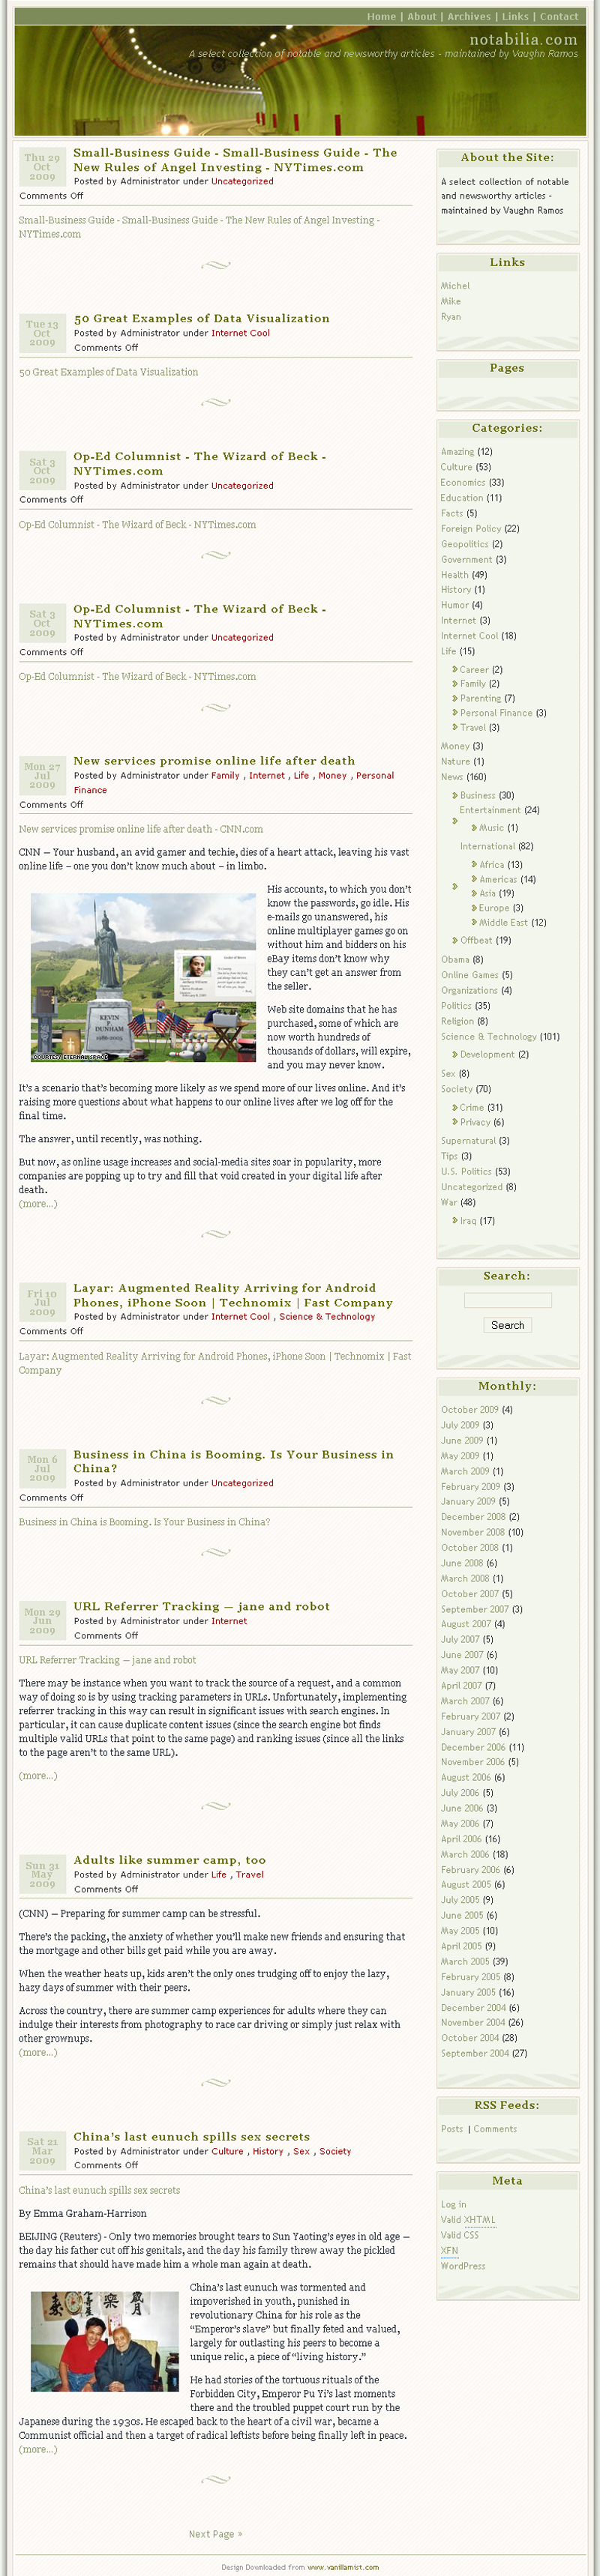 Home | About | Archives | Links | Contact
notabilia.com
A select collection of notable and newsworthy articles - maintained by Vaughn Ramos
Thu 29
Oct
2009
Small-Business Guide - Small-Business Guide - The
New Rules of Angel Investing - NYTimes.com
Posted by Administrator under Uncategorized
Comments Off
Small-Business Guide - Small-Business Guide - The New Rules of Angel Investing -
NYTimes.com
Tue 13
Oct
2009
50 Great Examples of Data Visualization
Posted by Administrator under Internet Cool
Comments Off
50 Great Examples of Data Visualization
Sat 3
Oct
2009
Op-Ed Columnist - The Wizard of Beck -
NYTimes.com
Posted by Administrator under Uncategorized
Comments Off
Op-Ed Columnist - The Wizard of Beck - NYTimes.com
Sat 3
Oct
2009
Op-Ed Columnist - The Wizard of Beck -
NYTimes.com
Posted by Administrator under Uncategorized
Comments Off
Op-Ed Columnist - The Wizard of Beck - NYTimes.com
Mon 27
Jul
2009
New services promise online life after death
Posted by Administrator under Family , Internet , Life , Money , Personal
Finance
Comments Off
New services promise online life after death - CNN.com
CNN — Your husband, an avid gamer and techie, dies of a heart attack, leaving his vast
online life – one you don't know much about – in limbo.
His accounts, to which you don't
know the passwords, go idle. His
e-mails go unanswered, his
online multiplayer games go on
without him and bidders on his
eBay items don't know why
they can't get an answer from
the seller.
KEVIN
DUNHAM
COURTESY ETERNAL SPACE
Web site domains that he has
purchased, some of which are
now worth hundreds of
thousands of dollars, will expire,
and you may never know.
It's a scenario that's becoming more likely as we spend more of our lives online. And it's
raising more questions about what happens to our online lives after we log off for the
final time.
The answer, until recently, was nothing.
But now, as online usage increases and social-media sites soar in popularity, more
companies are popping up to try and fill that void created in your digital life after
death.
(more...)
Fri 10
Jul
2009
Layar: Augmented Reality Arriving for Android
Phones, iPhone Soon | Technomix | Fast Company
Posted by Administrator under Internet Cool , Science & Technology
Comments Off
Layar: Augmented Reality Arriving for Android Phones, iPhone Soon | Technomix | Fast
Company
Mon 6
Jul
2009
Business in China is Booming. Is Your Business in
China?
Posted by Administrator under Uncategorized
Comments Off
Business in China is Booming. Is Your Business in China?
Mon 29
Jun
2009
URL Referrer Tracking — jane and robot
Posted by Administrator under Internet
Comments Off
URL Referrer Tracking — jane and robot
There may be instance when you want to track the source of a request, and a common
way of doing so is by using tracking parameters in URLs. Unfortunately, implementing
referrer tracking in this way can result in significant issues with search engines. In
particular, it can cause duplicate content issues (since the search engine bot finds
multiple valid URLs that point to the same page) and ranking issues (since all the links
to the page aren't to the same URL).
(more...)
Sun 31
May
2009
Adults like summer camp, too
Posted by Administrator under Life , Travel
Comments Off
(CNN) — Preparing for summer camp can be stressful.
There's the packing, the anxiety of whether you'll make new friends and ensuring that
the mortgage and other bills get paid while you are away.
When the weather heats up, kids aren't the only ones trudging off to enjoy the lazy,
hazy days of summer with their peers.
Across the country, there are summer camp experiences for adults where they can
indulge their interests from photography to race car driving or simply just relax with
other grownups.
(more...)
Sat 21
Mar
2009
China's last eunuch spills sex secrets
Posted by Administrator under Culture , History , Sex , Society
Comments Off
China's last eunuch spills sex secrets
By Emma Graham-Harrison
BEIJING (Reuters) - Only two memories brought tears to Sun Yaoting's eyes in old age —
the day his father cut off his genitals, and the day his family threw away the pickled
remains that should have made him a whole man again at death.
China's last eunuch was tormented and
impoverished in youth, punished in
revolutionary China for his role as the
"Emperor's slave" but finally feted and valued,
largely for outlasting his peers to become a
unique relic, a piece of "living history."
He had stories of the tortuous rituals of the
Forbidden City, Emperor Pu Yi's last moments
there and the troubled puppet court run by the
Japanese during the 1930s. He escaped back to the heart of a civil war, became a
Communist official and then a target of radical leftists before being finally left in peace.
(more...)
Next Page »
About the Site:
A select collection of notable
and newsworthy articles -
maintained by Vaughn Ramos
Links
Michel
Mike
Ryan
Pages
Categories:
Amazing (12)
Culture (53)
Economics (33)
Education (11)
Facts (5)
Foreign Policy (22)
Geopolitics (2)
Government (3)
Health (49)
History (1)
Humor (4)
Internet (3)
Internet Cool (18)
Life (15)
Career (2)
Family (2)
Parenting (7)
Personal Finance (3)
Travel (3)
Money (3)
Nature (1)
News (160)
Business (30)
Entertainment (24)
Music (1)
International (82)
Africa (13)
Americas (14)
Asia (19)
Europe (3)
Middle East (12)
Offbeat (19)
Obama (8)
Online Games (5)
Organizations (4)
Politics (35)
Religion (8)
Science & Technology (101)
Development (2)
Sex (8)
Society (70)
Crime (31)
Privacy (6)
Supernatural (3)
Tips (3)
U.S. Politics (53)
Uncategorized (8)
War (48)
Iraq (17)
Search:
Search
Monthly:
October 2009 (4)
July 2009 (3)
June 2009 (1)
May 2009 (1)
March 2009 (1)
February 2009 (3)
January 2009 (5)
December 2008 (2)
November 2008 (10)
October 2008 (1)
June 2008 (6)
March 2008 (1)
October 2007 (5)
September 2007 (3)
August 2007 (4)
July 2007 (5)
June 2007 (6)
May 2007 (10)
April 2007 (7)
March 2007 (6)
February 2007 (2)
January 2007 (6)
December 2006 (11)
November 2006 (5)
August 2006 (6)
July 2006 (5)
June 2006 (3)
May 2006 (7)
April 2006 (16)
March 2006 (18)
February 2006 (6)
August 2005 (6)
July 2005 (9)
June 2005 (6)
May 2005 (10)
April 2005 (9)
March 2005 (39)
February 2005 (8)
January 2005 (16)
December 2004 (6)
November 2004 (26)
October 2004 (28)
September 2004 (27)
RSS Feeds:
Posts | Comments
Meta
Log in
Valid XHTML
Valid CSS
XFN
WordPress
Design Downloaded from www.vanillamist.com